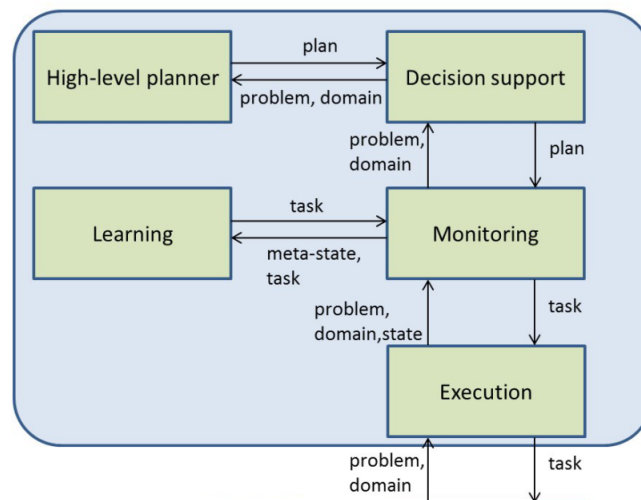 plan
High-level planner
Decision support
problem, domain
problem,
domain
plan
task
Learning
Monitoring
meta-state,
task
problem,
domain,state
task
Execution
problem,
domain
task